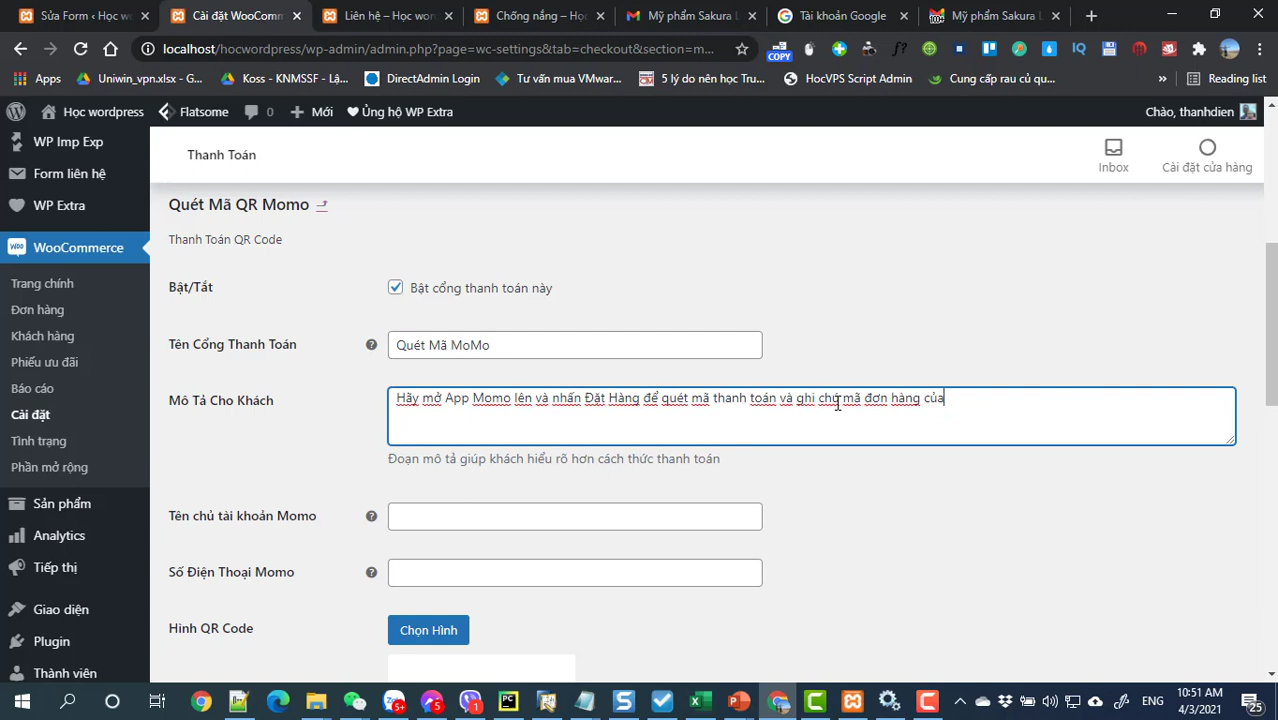 Sửa Form ‹ Học wor
Cài đặt WooComm
Liên hệ – Học won
Chống nắng – Họ
Mỹ phẩm Sakura L
Tài khoản Google
Mỹ phẩm Sakura L
localhost/hocwordpress/wp-admin/admin.php?page=wc-settings&tab=checkout&section=m...
COPY
Apps
Uniwin_vpn.xlsx - G...
Koss - KNMSSF - Lậ...
DirectAdmin Login
Tư vấn mua VMwar...
5 lý do nên học Tru...
HocVPS Script Admin
Cung cấp rau củ qu...
Reading list
Học wordpress
Flatsome
0
Mới
Ủng hộ WP Extra
Chào, thanhdien
WP Imp Exp
Form liên hệ
WP Extra
WooCommerce
Trang chính
Đơn hàng
Khách hàng
Phiếu ưu đãi
Báo cáo
Cài đặt
Tình trạng
Phần mở rộng
Sản phẩm
Analytics
Tiếp thị
Giao diện
Plugin
Thành viên
Thanh Toán
Inbox
Cài đặt cửa hàng
Quét Mã QR Momo
Thanh Toán QR Code
Bật/Tắt
Bật cổng thanh toán này
Tên Cổng Thanh Toán
Quét Mã MoMo
Mô Tả Cho Khách
Hãy mở App Momo lên và nhấn Đặt Hàng để quét mã thanh toán và ghi chú mã đơn hàng của
Đoạn mô tả giúp khách hiểu rõ hơn cách thức thanh toán
Tên chủ tài khoản Momo
Số Điện Thoại Momo
Hình QR Code
Chọn Hình
ENG
10:51 AM
4/3/2021
25